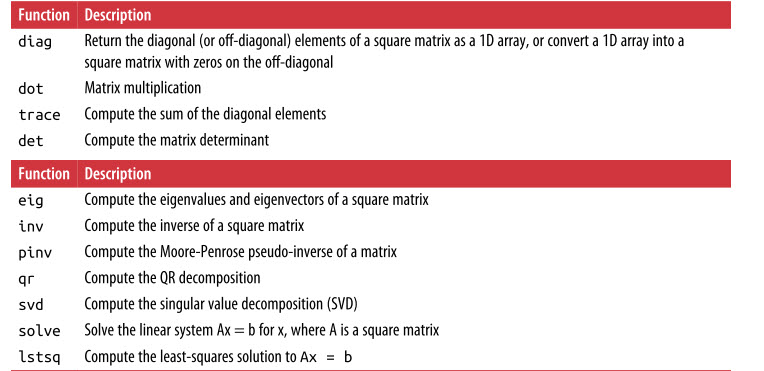 Function Description
diag Return the diagonal (or off-diagonal) elements of a square matrix as a 1D array, or convert a 1D array into a
square matrix with zeros on the off-diagonal
dot Matrix multiplication
trace Compute the sum of the diagonal elements
det Compute the matrix determinant
Function Description
eig Compute the eigenvalues and eigenvectors of a square matrix
inv Compute the inverse of a square matrix
pinv Compute the Moore-Penrose pseudo-inverse of a matrix
qr Compute the QR decomposition
svd Compute the singular value decomposition (SVD)
solve Solve the linear system Ax = b for x, where A is a square matrix
lstsq Compute the least-squares solution to Ax = b